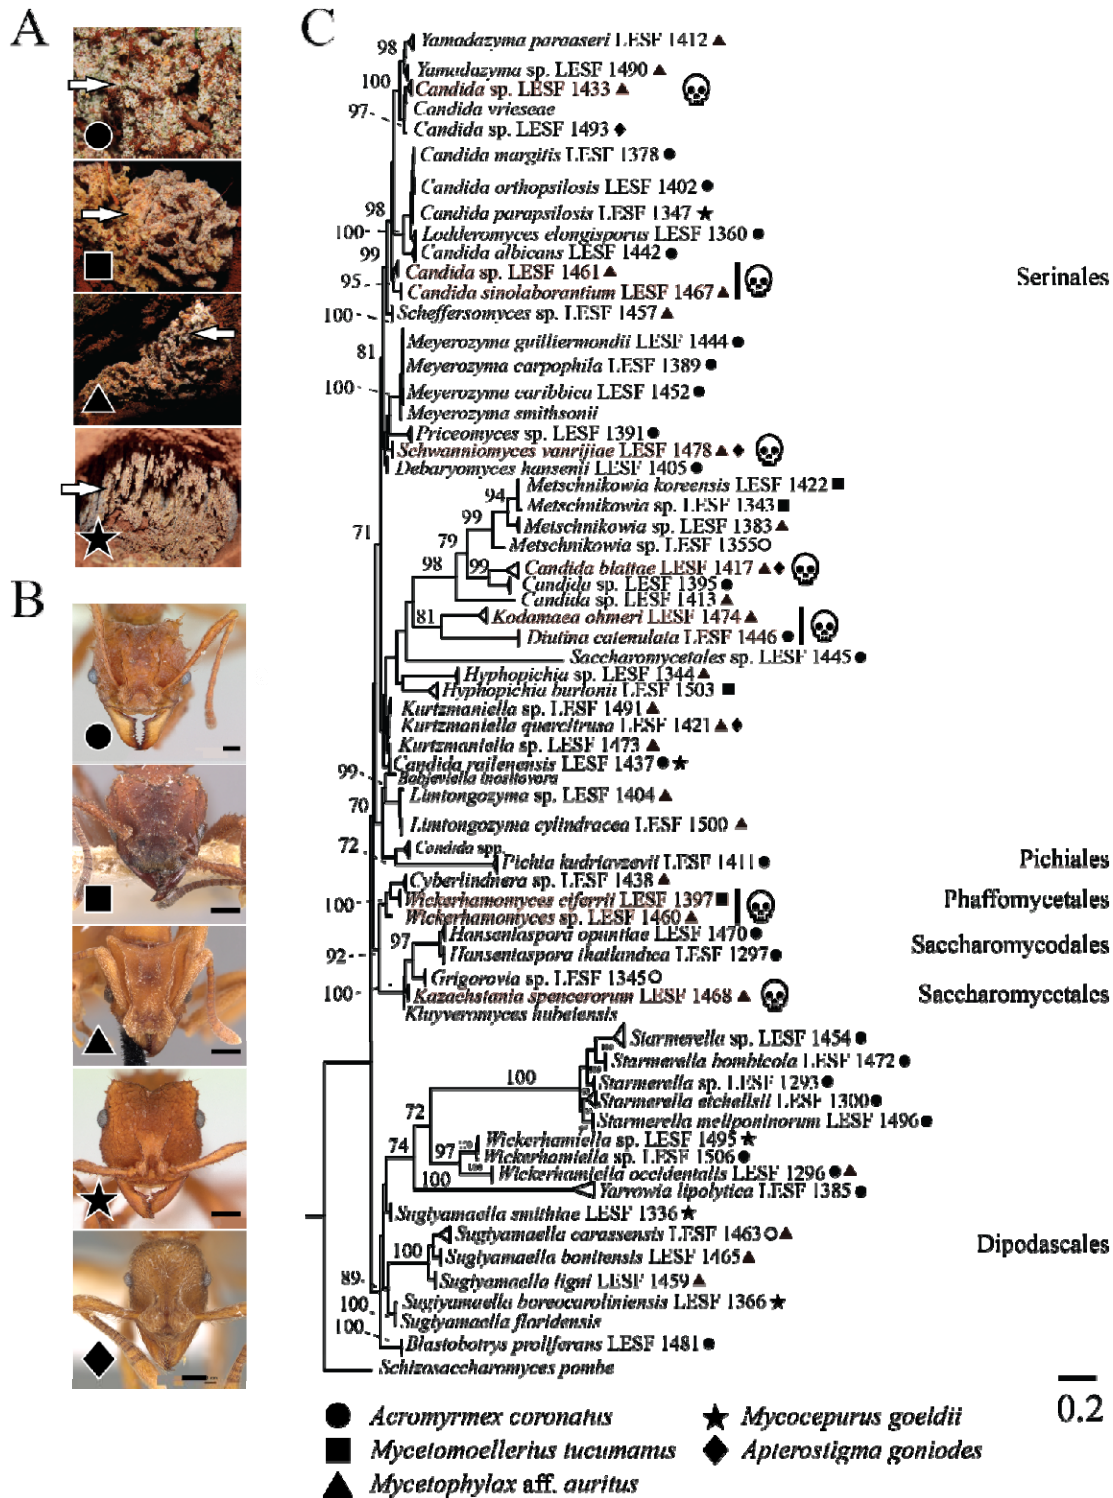 A
B
C
Yamadazyma paraaseri LESF 1412
Yamadazyma sp. LESF 1490
Candida sp. LESF 1433
Candida vrieseae
Candida sp. LESF 1493
Candida margitis LESF 1378
Candida orthopsilosis LESF 1402
Candida parapsilosis LESF 1347
Lodderomyces elongisporus LESF 1360
Candida albicans LESF 1442
Candida sp. LESF 1461
Candida sinolaborantium LESF 1467
Scheffersomyces sp. LESF 1457
Meyerozyma guilliermondii LESF 1444
Meyerozyma carpophila LESF 1389
Meyerozyma caribbica LESF 1452
Meyerozyma smithsonii
Priceomyces sp. LESF 1391
Schwanniomyces vanrijiae LESF 1478
Debaryomyces hansenii LESF 1405
Metschnikowia koreensis LESF 1422
Metschnikowia sp. LESF 1343
Metschnikowia sp. LESF 1383
Metschnikowia sp. LESF 1355
Candida blattae LESF 1417
Candida sp. LESF 1395
Candida sp. LESF 1413
Kodamaea ohmeri LESF 1474
Diutina catenulata LESF 1446
Saccharomycetales sp. LESF 1445
Hyphopichia sp. LESF 1344
Hyphopichia burtonii LESF 1503
Kurtzmaniella sp. LESF 1491
Kurtzmaniella quercitrusa LESF 1421
Kurtzmaniella sp. LESF 1473
Candida railenensis LESF 1437
Babjeviella inositovora
Limtongozyma sp. LESF 1404
Limtongozyma cylindracea LESF 1500
Candida spp.
Pichia kudriavzevii LESF 1411
Cyberlindnera sp. LESF 1438
Wickerhamomyces ciferrii LESF 1397
Wickerhamomyces sp. LESF 1460
Hanseniaspora opuntiae LESF 1470
Hanseniaspora thailandica LESF 1297
Grigorovia sp. LESF 1345
Kazachstania spencerorum LESF 1468
Kluyveromyces hubeiensis
Starmerella sp. LESF 1454
Starmerella bombicola LESF 1472
Starmerella sp. LESF 1293
Starmerella etchellsii LESF 1300
Starmerella meliponinorum LESF 1496
Wickerhamiella sp. LESF 1495
Wickerhamiella sp. LESF 1506
Wickerhamiella occidentalis LESF 1296
Yarrowia lipolytica LESF 1385
Sugiyamaella smithiae LESF 1336
Sugiyamaella carassensis LESF 1463
Sugiyamaella bonitensis LESF 1465
Sugiyamaella ligni LESF 1459
Sugiyamaella boreocaroliniensis LESF 1366
Sugiyamaella floridensis
Blastobotrys proliferans LESF 1481
Schizosaccharomyces pombe
98
100
97
98
100
99
95
100
81
100
71
94
99
79
98
99
81
99
70
72
100
97
92
100
100
72
74
97
100
100
89
100
100
Serinales
Pichiales
Phaffomycetales
Saccharomycodales
Saccharomycetales
Dipodascales
0.2
Acromyrmex coronatus
Mycetomoellerius tucumanus
Mycetophylax aff. auritus
Mycocepurus goeldii
Apterostigma goniodes